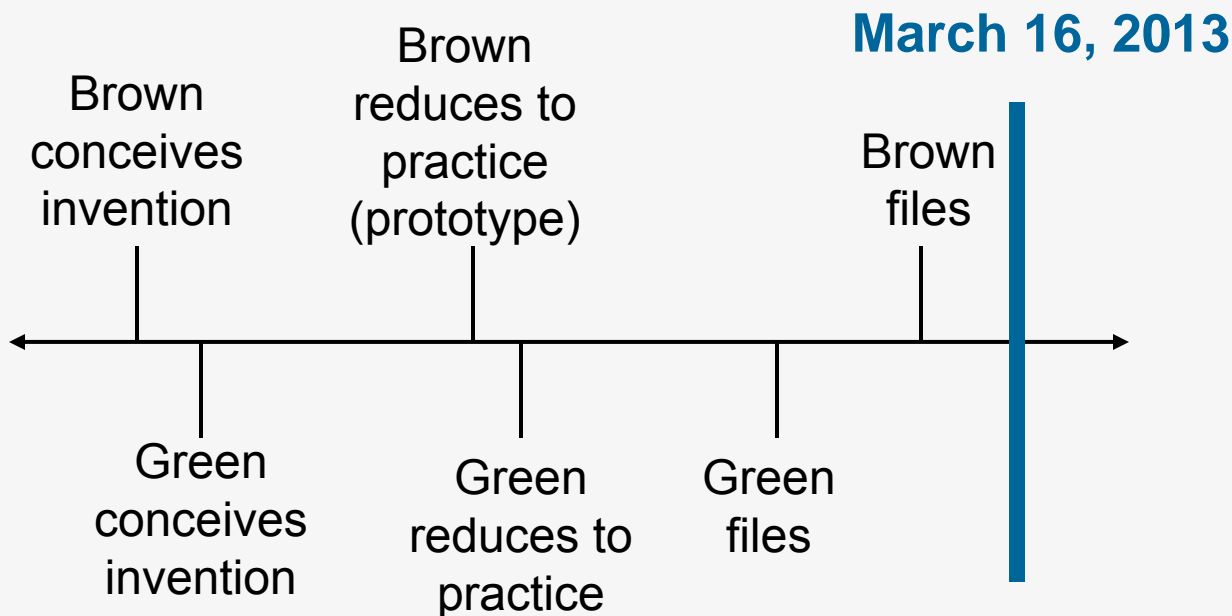 March 16, 2013
Brown
conceives
invention
Brown
reduces to
practice
(prototype)
Brown
files
Green
conceives
invention
Green
reduces to
practice
Green
files